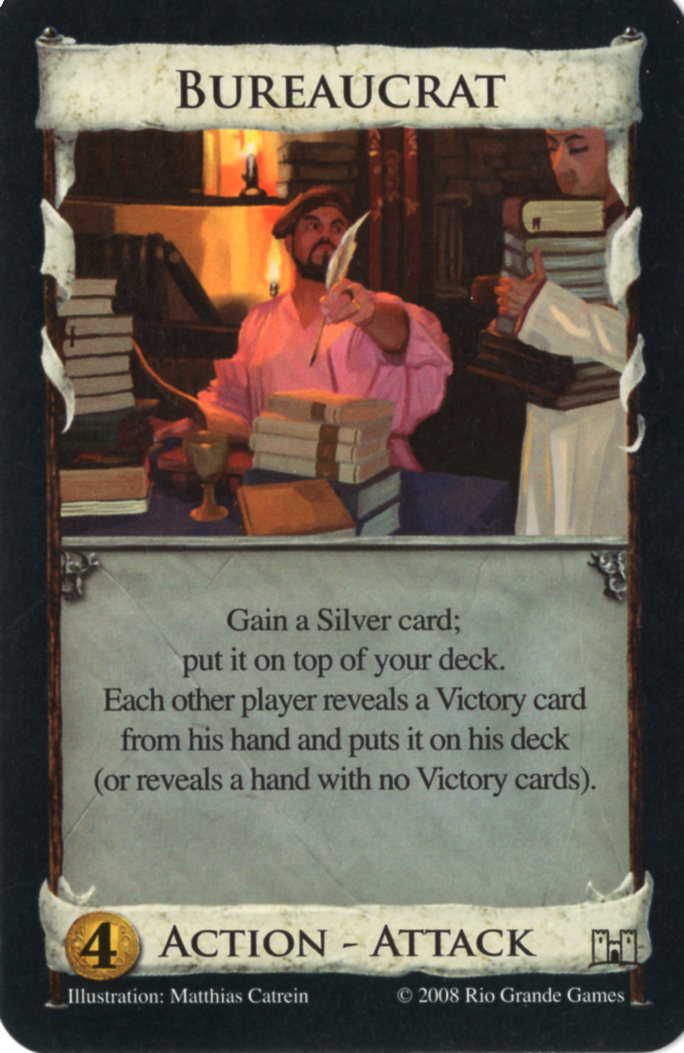 BUREAUCRAT
Gain a Silver card;
put it on top of your deck.
Each other player reveals a Victory card
from his hand and puts it on his deck
(or reveals a hand with no Victory cards).
4 ACTION - ATTACK
Illustration: Matthias Catrein © 2008 Rio Grande Games